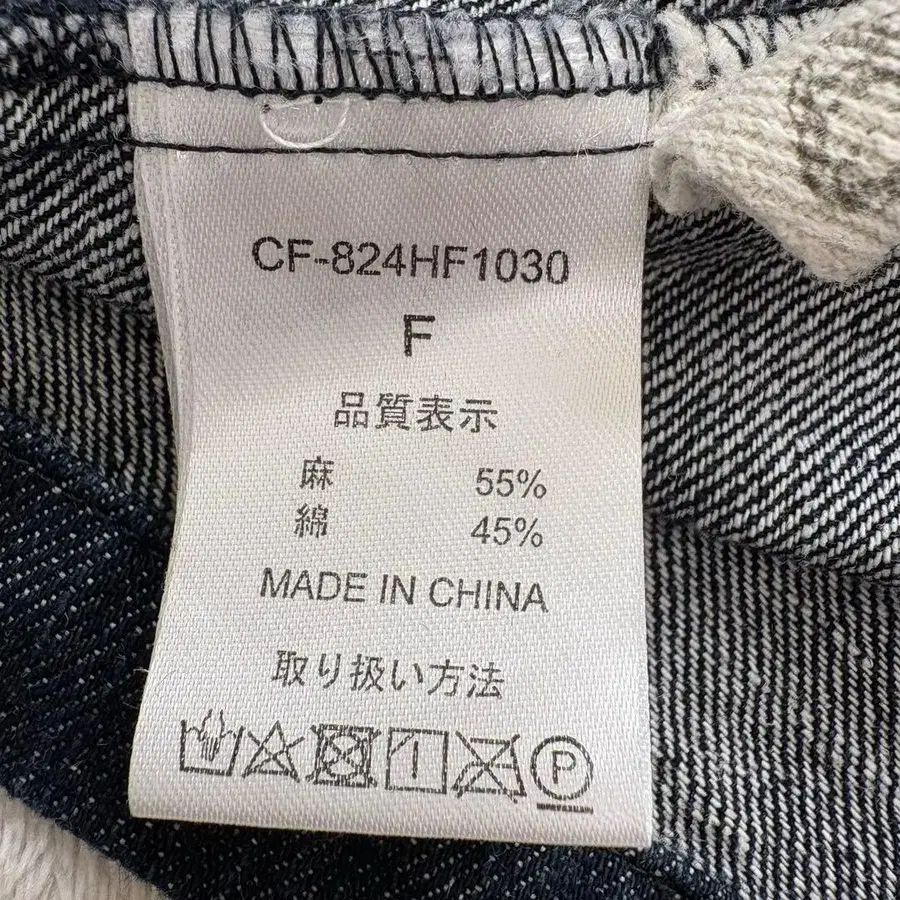 CF-824HF1030
F
品質表示
麻 55%
綿 45%
MADE IN CHINA
取り扱い方法
P